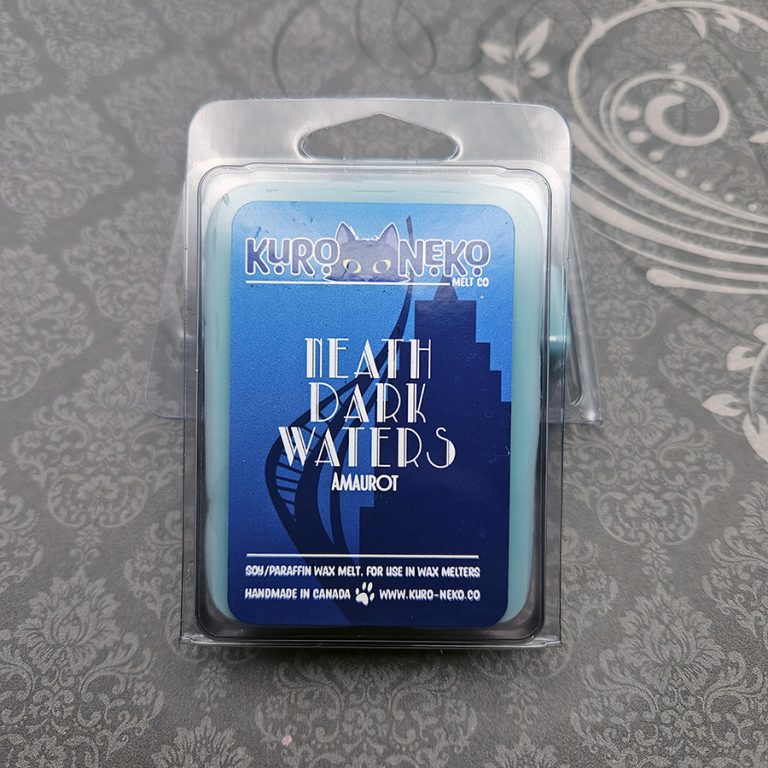 KURO NEKO
MELT CO
NEATH
DARK
WATERS
AMAUROT
SOY/PARAFFIN WAX MELT, FOR USE IN WAX MELTERS
HANDMADE IN CANADA WWW.KURO-NEKO.CO